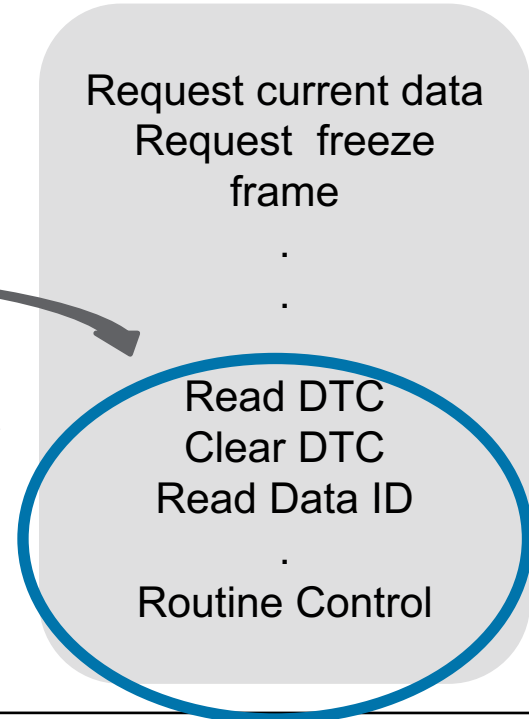 Request current data
Request freeze
frame
.
.
Read DTC
Clear DTC
Read Data ID
.
Routine Control